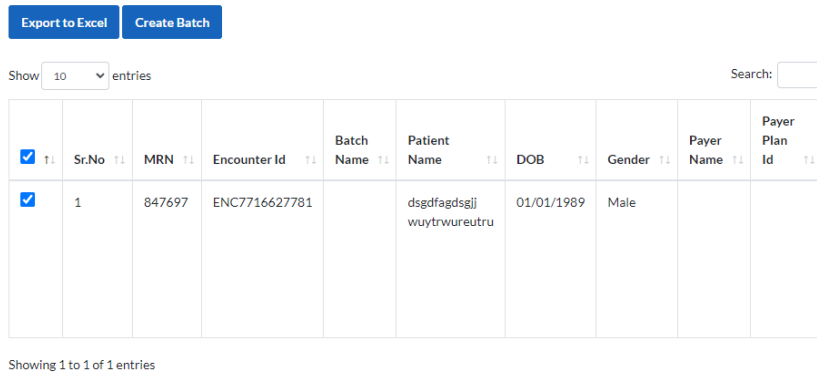 Export to Excel Create Batch
Show 10 entries Search:
Sr.No MRN Encounter Id Batch Name Patient Name DOB Gender Payer Name Payer Plan Id
1 847697 ENC7716627781 dsgdfagdsgjj wuytrwureutru 01/01/1989 Male
Showing 1 to 1 of 1 entries